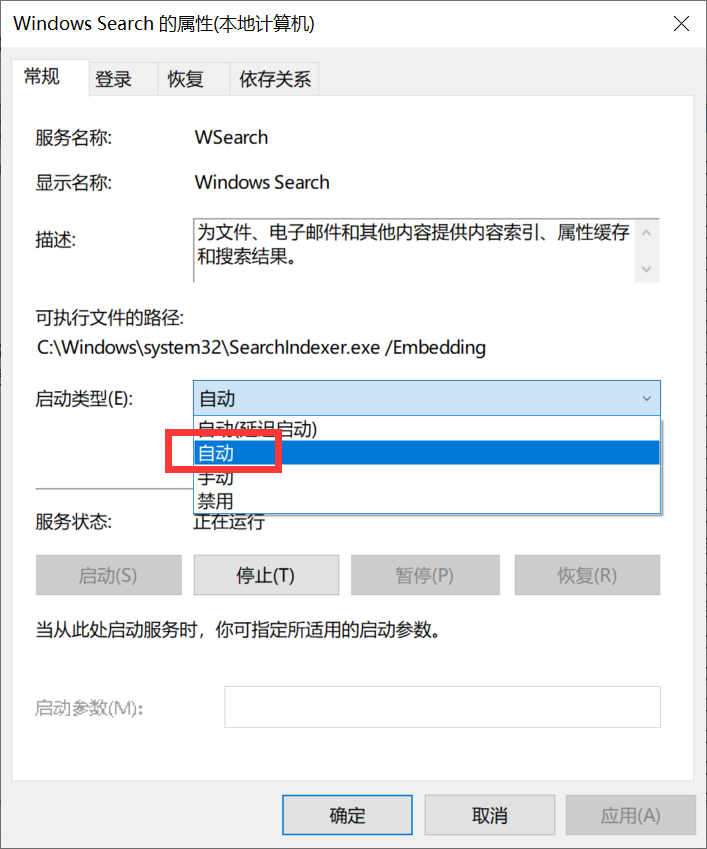 Windows Search 的属性(本地计算机)
常规 登录 恢复 依存关系
服务名称: WSearch
显示名称: Windows Search
描述: 为文件、电子邮件和其他内容提供内容索引、属性缓存
和搜索结果。
可执行文件的路径:
C:\Windows\system32\SearchIndexer.exe /Embedding
启动类型(E): 自动
自动(延迟启动)
自动
手动
禁用
服务状态: 正在运行
启动(S) 停止(T) 暂停(P) 恢复(R)
当从此处启动服务时，你可指定所适用的启动参数。
启动参数(M):
确定 取消 应用(A)